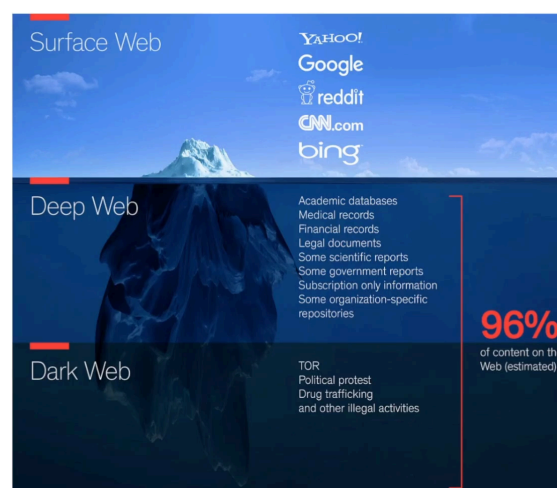 Surface Web
YAHOO!
Google
reddit
CNN.com
bing
Deep Web
Academic databases
Medical records
Financial records
Legal documents
Some scientific reports
Some government reports
Subscription only information
Some organization-specific
repositories
96%
of content on th
Web (estimated)
Dark Web
TOR
Political protest
Drug trafficking
and other illegal activities